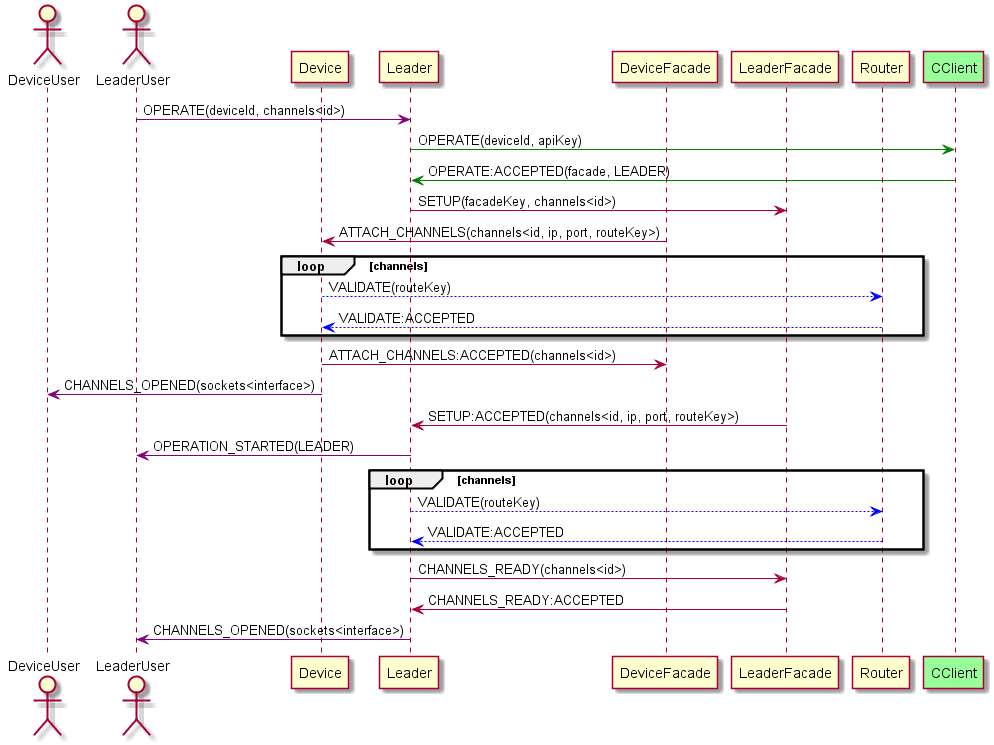 DeviceUser
LeaderUser
Device
Leader
DeviceFacade
LeaderFacade
Router
CClient
OPERATE(deviceId, channels<id>)
OPERATE(deviceId, apiKey)
OPERATE:ACCEPTED(facade, LEADER)
SETUP(facadeKey, channels<id>)
ATTACH_CHANNELS(channels<id, ip, port, routeKey>)
loop
[channels]
VALIDATE(routeKey)
VALIDATE:ACCEPTED
ATTACH_CHANNELS:ACCEPTED(channels<id>)
CHANNELS_OPENED(sockets<interface>)
SETUP:ACCEPTED(channels<id, ip, port, routeKey>)
OPERATION_STARTED(LEADER)
loop
[channels]
VALIDATE(routeKey)
VALIDATE:ACCEPTED
CHANNELS_READY(channels<id>)
CHANNELS_READY:ACCEPTED
CHANNELS_OPENED(sockets<interface>)
DeviceUser
LeaderUser
Device
Leader
DeviceFacade
LeaderFacade
Router
CClient